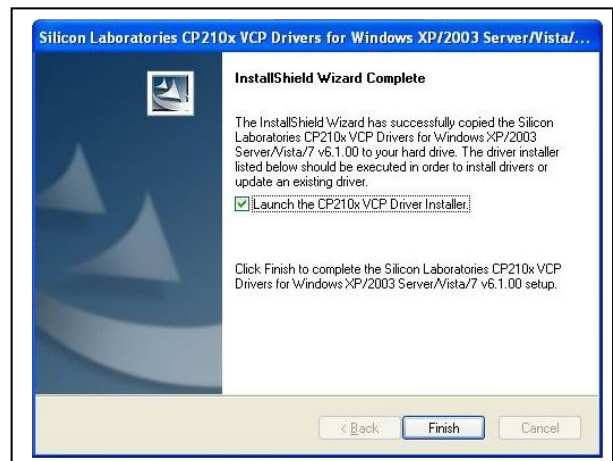 Silicon Laboratories CP210x VCP Drivers for Windows XP/2003 Server/Vista/...
InstallShield Wizard Complete
The InstallShield Wizard has successfully copied the Silicon
Laboratories CP210x VCP Drivers for Windows XP/2003
Server/Vista/7 v6.1.00 to your hard drive. The driver installer
listed below should be executed in order to install drivers or
update an existing driver.
Launch the CP210x VCP Driver Installer.
Click Finish to complete the Silicon Laboratories CP210x VCP
Drivers for Windows XP/2003 Server/Vista/7 v6.1.00 setup.
< Back Finish Cancel